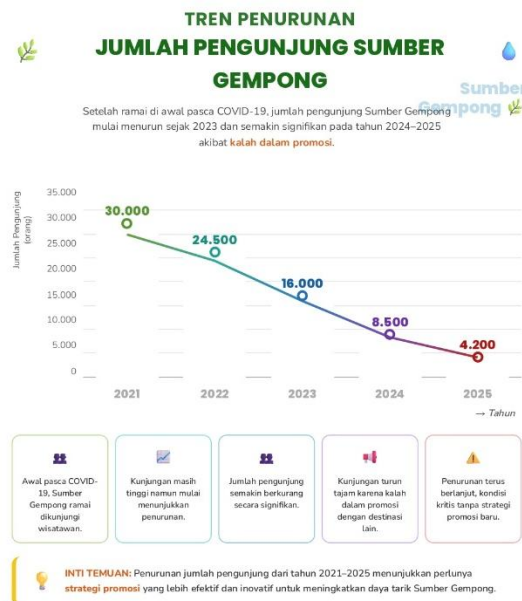 TREN PENURUNAN
JUMLAH PENGUNJUNG SUMBER
GEMPONG
Sumber
Gempong
Setelah ramai di awal pasca COVID-19, jumlah pengunjung Sumber Gempong
mulai menurun sejak 2023 dan semakin signifikan pada tahun 2024–2025
akibat kalah dalam promosi.
Jumlah Pengunjung
(orang)
35.000
30.000
25.000
20.000
15.000
10.000
5.000
0
30.000
24.500
16.000
8.500
4.200
2021
2022
2023
2024
2025
→ Tahun
Awal pasca COVID-
19, Sumber
Gempong ramai
dikunjungi
wisatawan.
Kunjungan masih
tinggi namun mulai
menunjukkan
penurunan.
Jumlah pengunjung
semakin berkurang
secara signifikan.
Kunjungan turun
tajam karena kalah
dalam promosi
dengan destinasi
lain.
Penurunan terus
berlanjut, kondisi
kritis tanpa strategi
promosi baru.
INTI TEMUAN: Penurunan jumlah pengunjung dari tahun 2021–2025 menunjukkan perlunya
strategi promosi yang lebih efektif dan inovatif untuk meningkatkan daya tarik Sumber Gempong.